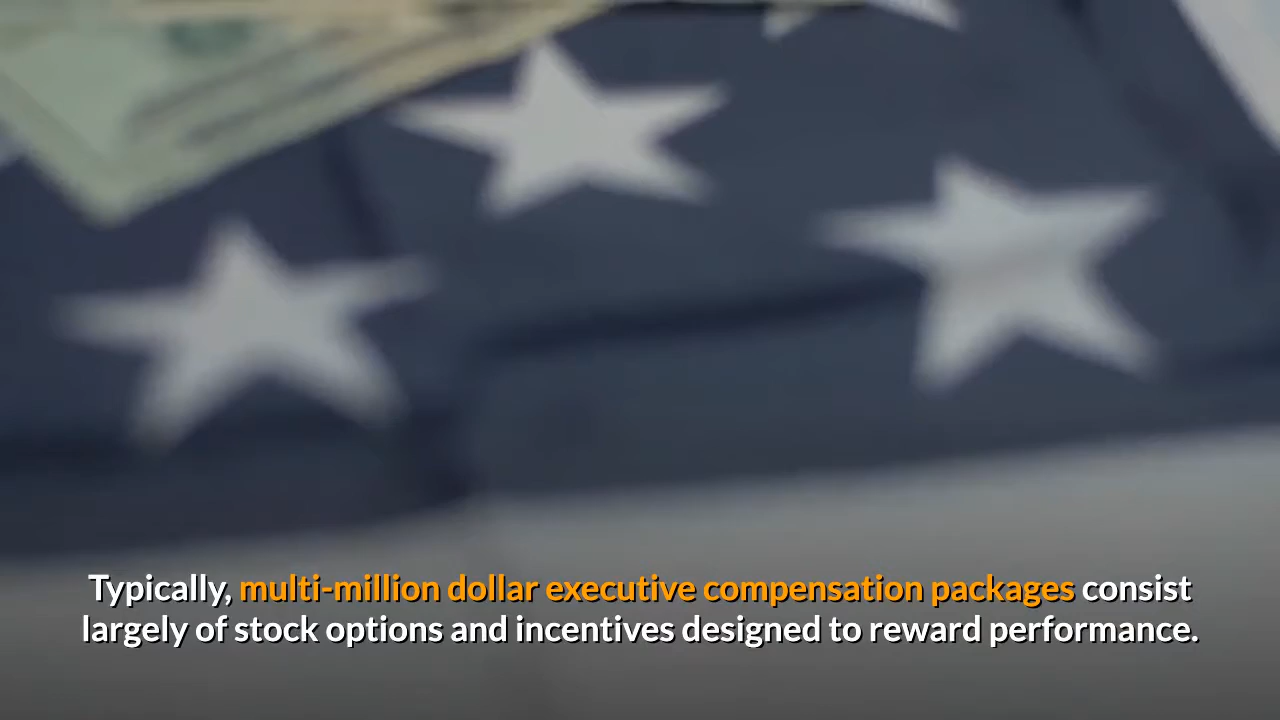 Typically, multi-million dollar executive compensation packages consist
largely of stock options and incentives designed to reward performance.